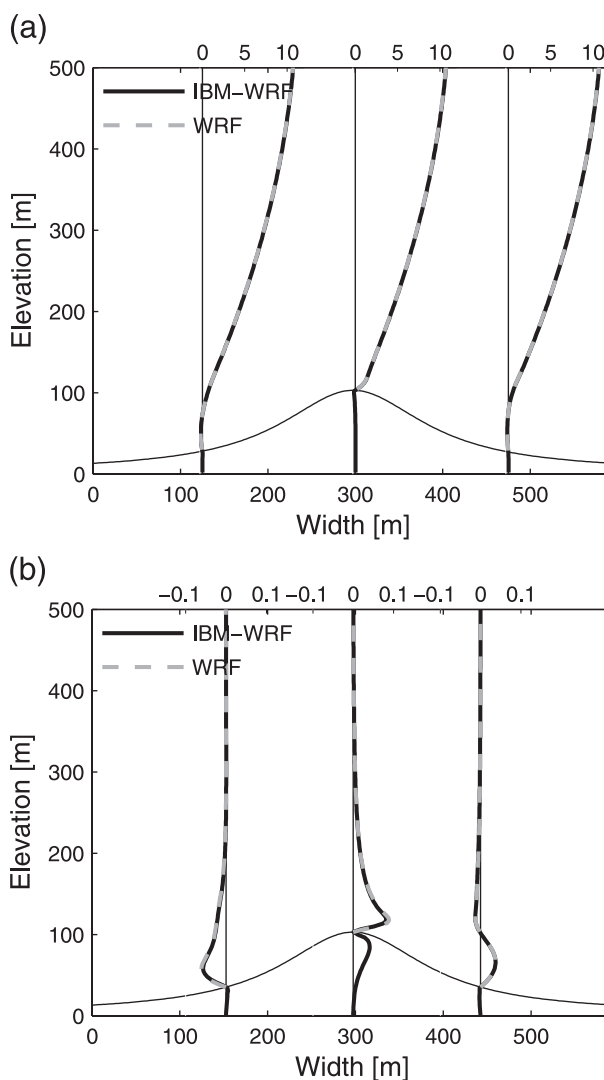 (a)
0 5 10 0 5 10 0 5 10
500
IBM−WRF
WRF
400
Elevation [m]
300
200
100
0
0 100 200 300 400 500
Width [m]
(b)
−0.1 0 0.1 −0.1 0 0.1 −0.1 0 0.1
500
IBM−WRF
WRF
400
Elevation [m]
300
200
100
0
0 100 200 300 400 500
Width [m]